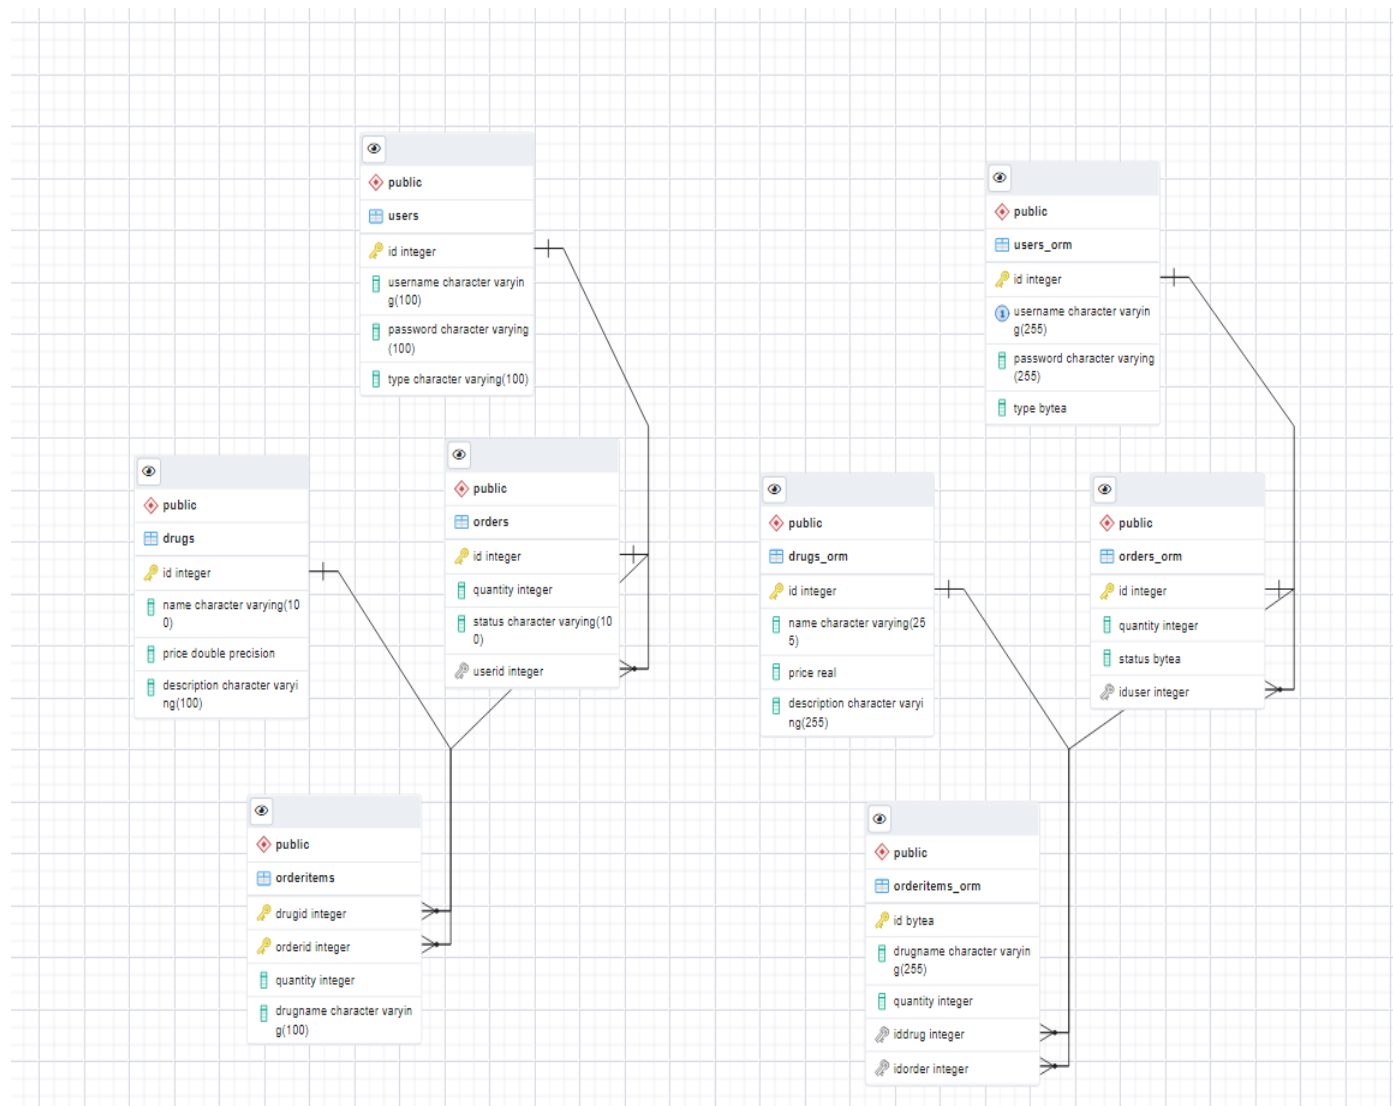 public
users
id integer
username character varyin
g(100)
password character varying
(100)
type character varying(100)
public
users_orm
id integer
1
username character varyin
g(255)
password character varying
(255)
type bytea
public
drugs
id integer
name character varying(10
0)
price double precision
description character varyi
ng(100)
public
orders
id integer
quantity integer
status character varying(10
0)
userid integer
public
drugs_orm
id integer
name character varying(25
5)
price real
description character varyi
ng(255)
public
orders_orm
id integer
quantity integer
status bytea
iduser integer
public
orderitems
drugid integer
orderid integer
quantity integer
drugname character varyin
g(100)
public
orderitems_orm
id bytea
drugname character varyin
g(255)
quantity integer
iddrug integer
idorder integer